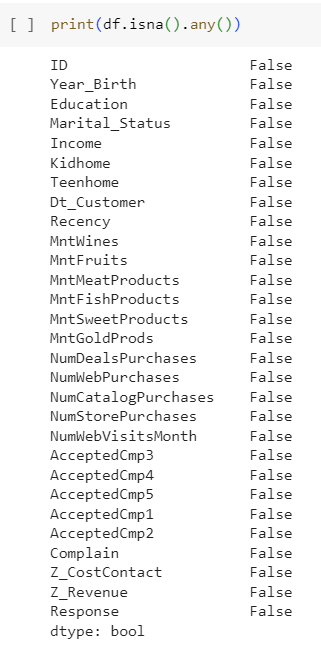 [ ] print(df.isna().any())
ID False
Year_Birth False
Education False
Marital_Status False
Income False
Kidhome False
Teenhome False
Dt_Customer False
Recency False
MntWines False
MntFruits False
MntMeatProducts False
MntFishProducts False
MntSweetProducts False
MntGoldProds False
NumDealsPurchases False
NumWebPurchases False
NumCatalogPurchases False
NumStorePurchases False
NumWebVisitsMonth False
AcceptedCmp3 False
AcceptedCmp4 False
AcceptedCmp5 False
AcceptedCmp1 False
AcceptedCmp2 False
Complain False
Z_CostContact False
Z_Revenue False
Response False
dtype: bool